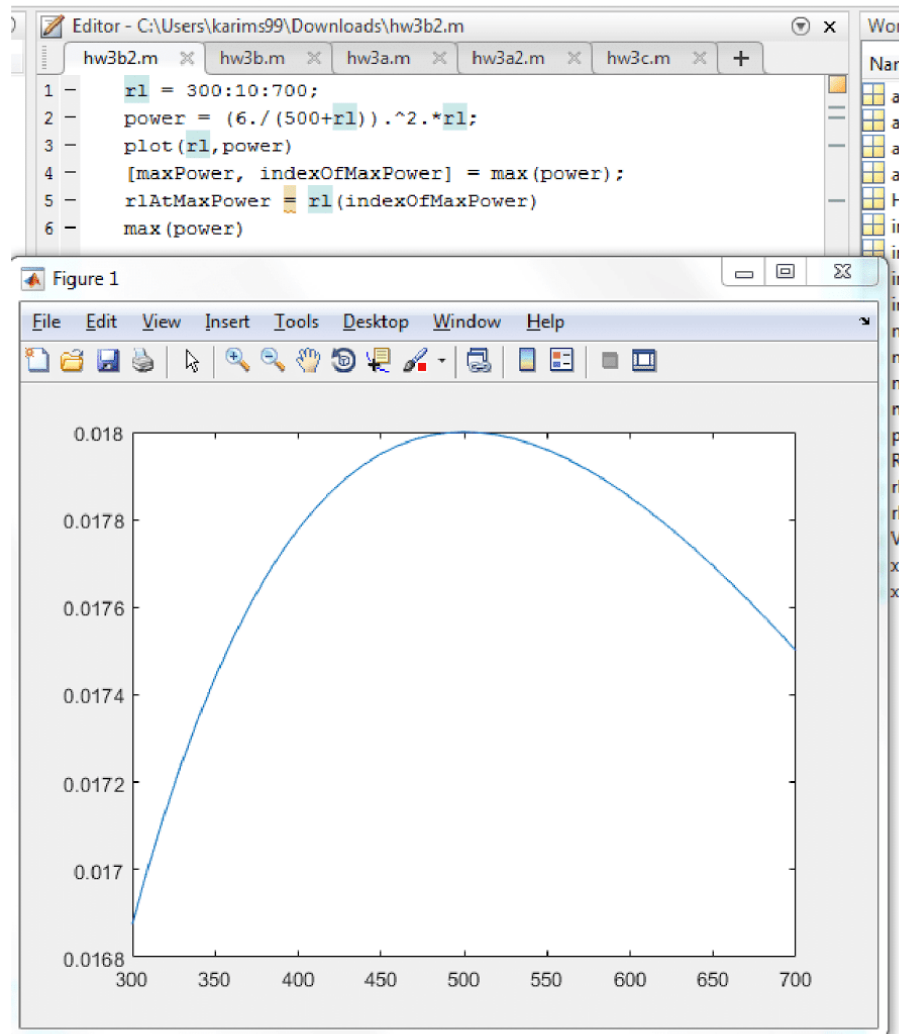 Editor - C:\Users\karims99\Downloads\hw3b2.m
hw3b2.m hw3b.m hw3a.m hw3a2.m hw3c.m +
1 - rl = 300:10:700;
2 - power = (6./(500+rl)).^2.*rl;
3 - plot(rl,power)
4 - [maxPower, indexOfMaxPower] = max(power);
5 - rlAtMaxPower = rl(indexOfMaxPower)
6 - max(power)
Figure 1
File Edit View Insert Tools Desktop Window Help
0.018
0.0178
0.0176
0.0174
0.0172
0.017
0.0168
300 350 400 450 500 550 600 650 700